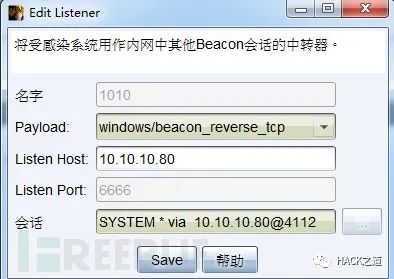 Edit Listener
将受感染系统用作内网中其他Beacon会话的中转器。
名字 1010
Payload: windows/beacon_reverse_tcp
Listen Host: 10.10.10.80
Listen Port: 6666
会话 SYSTEM * via 10.10.10.80@4112 ...
Save 帮助
FREEBUF
HACK之道